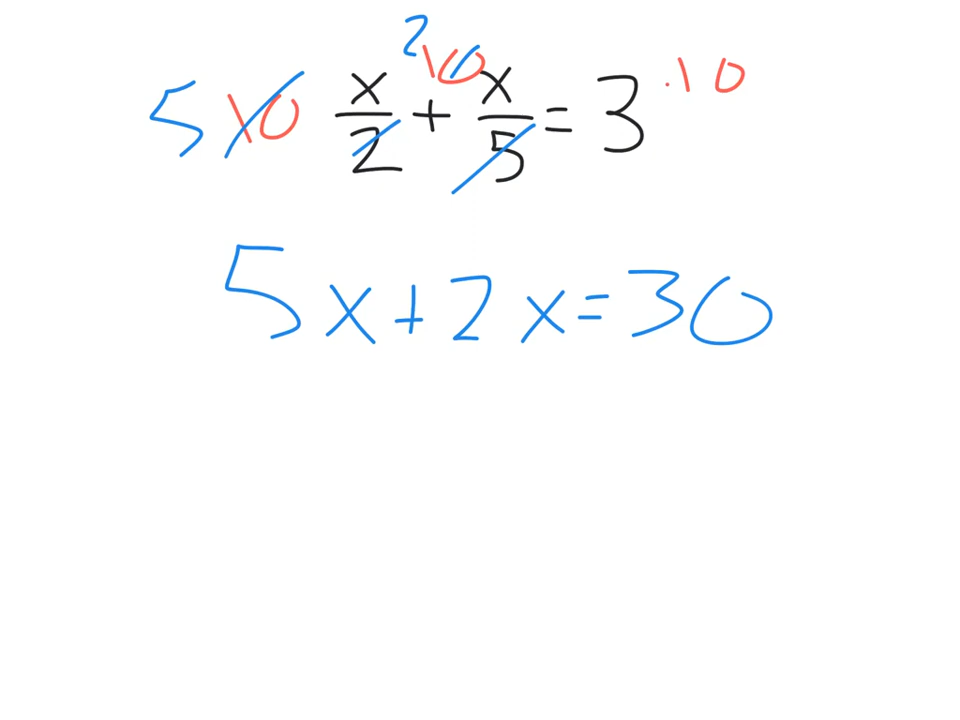 5 10 x/2 + 2 10 x/5 = 3 · 10
5x + 2x = 30